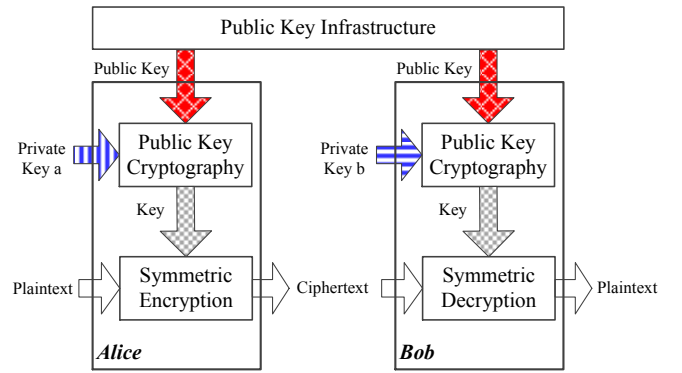 Public Key Infrastructure
Public Key
Public Key
Private
Key a
Public Key
Cryptography
Private
Key b
Public Key
Cryptography
Key
Key
Plaintext
Symmetric
Encryption
Ciphertext
Symmetric
Decryption
Plaintext
Alice
Bob